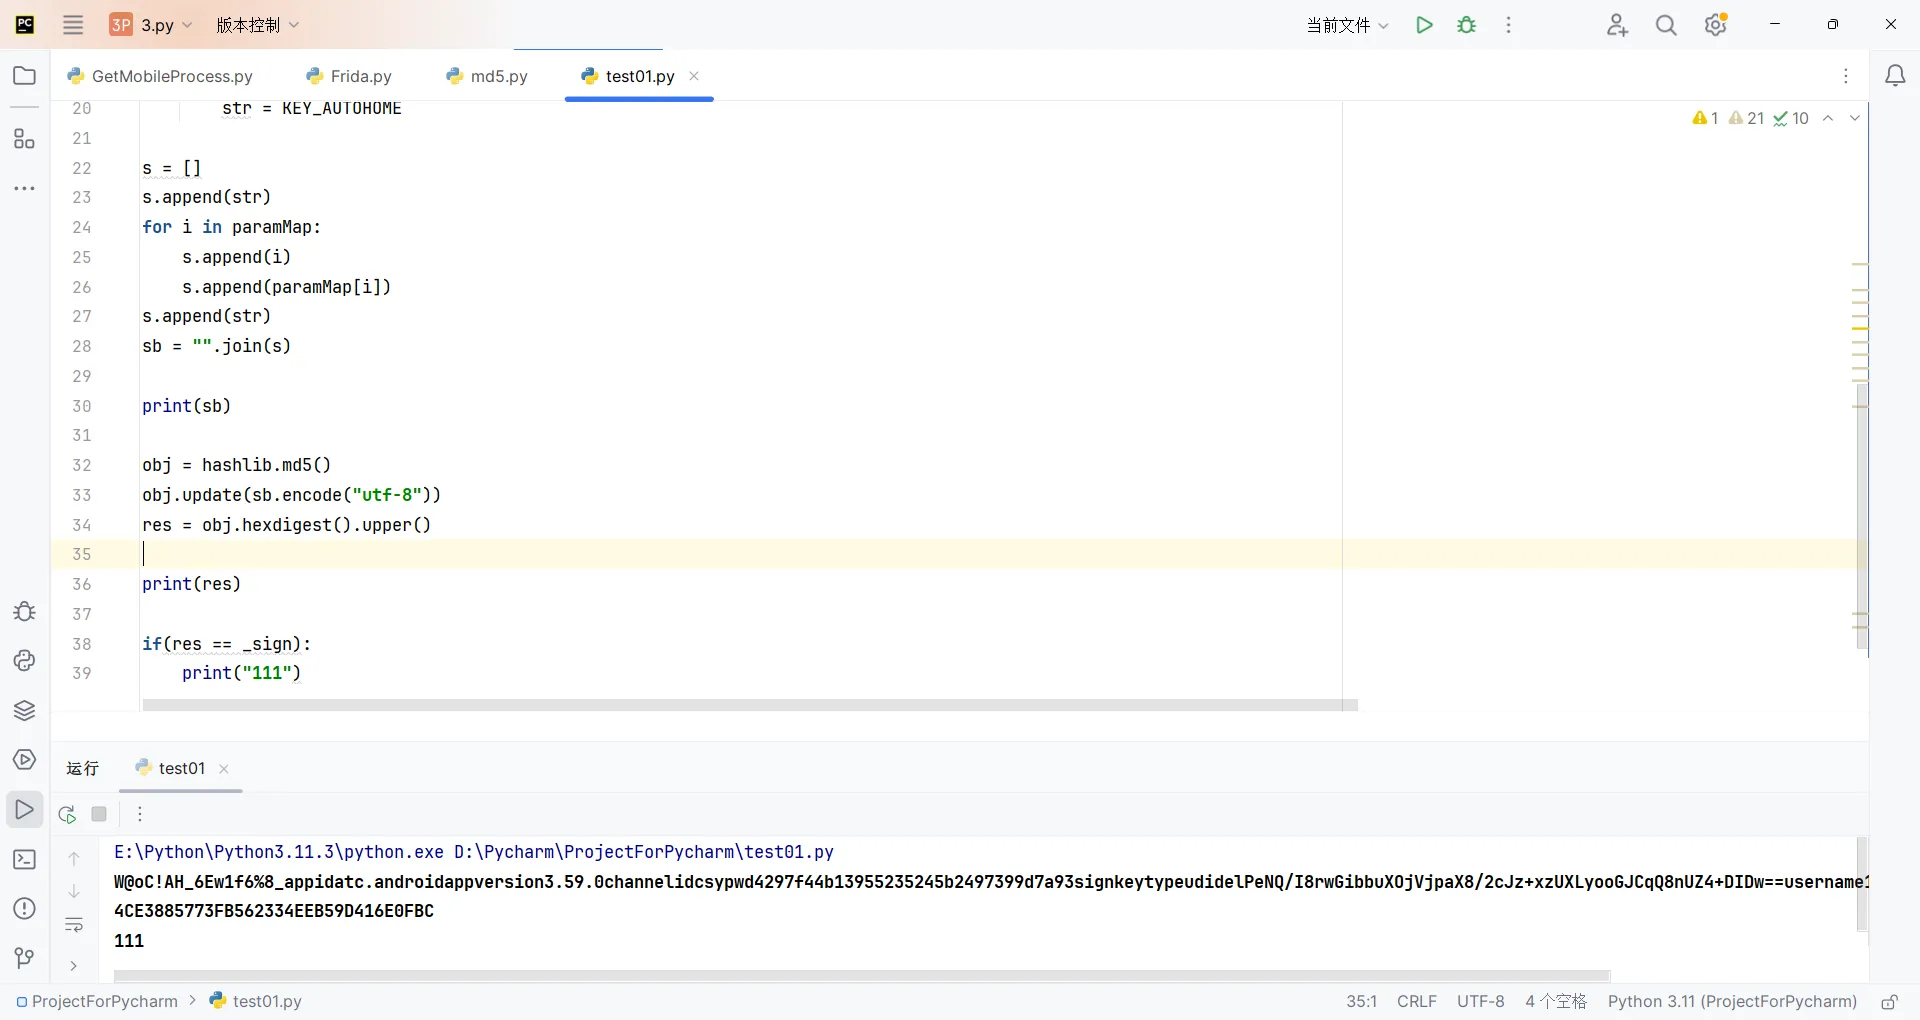 PC
3P 3.py 版本控制 当前文件
GetMobileProcess.py Frida.py md5.py test01.py
20 str = KEY_AUTOHOME
1 21 10
21
22 s = []
23 s.append(str)
24 for i in paramMap:
25 s.append(i)
26 s.append(paramMap[i])
27 s.append(str)
28 sb = "".join(s)
29
30 print(sb)
31
32 obj = hashlib.md5()
33 obj.update(sb.encode("utf-8"))
34 res = obj.hexdigest().upper()
35
36 print(res)
37
38 if(res == _sign):
39 print("111")
运行 test01
E:\Python\Python3.11.3\python.exe D:\Pycharm\ProjectForPycharm\test01.py
W@oC!AH_6Ew1f6%8_appidatc.androidappversion3.59.0channelidcsypwd4297f44b13955235245b2497399d7a93signkeytypeudidelPeNQ/I8rwGibbuXOjVjpaX8/2cJz+xzUXLyooGJCqQ8nUZ4+DIDw==username1
4CE3885773FB562334EEB59D416E0FBC
111
ProjectForPycharm > test01.py 35:1 CRLF UTF-8 4 个空格 Python 3.11 (ProjectForPycharm)